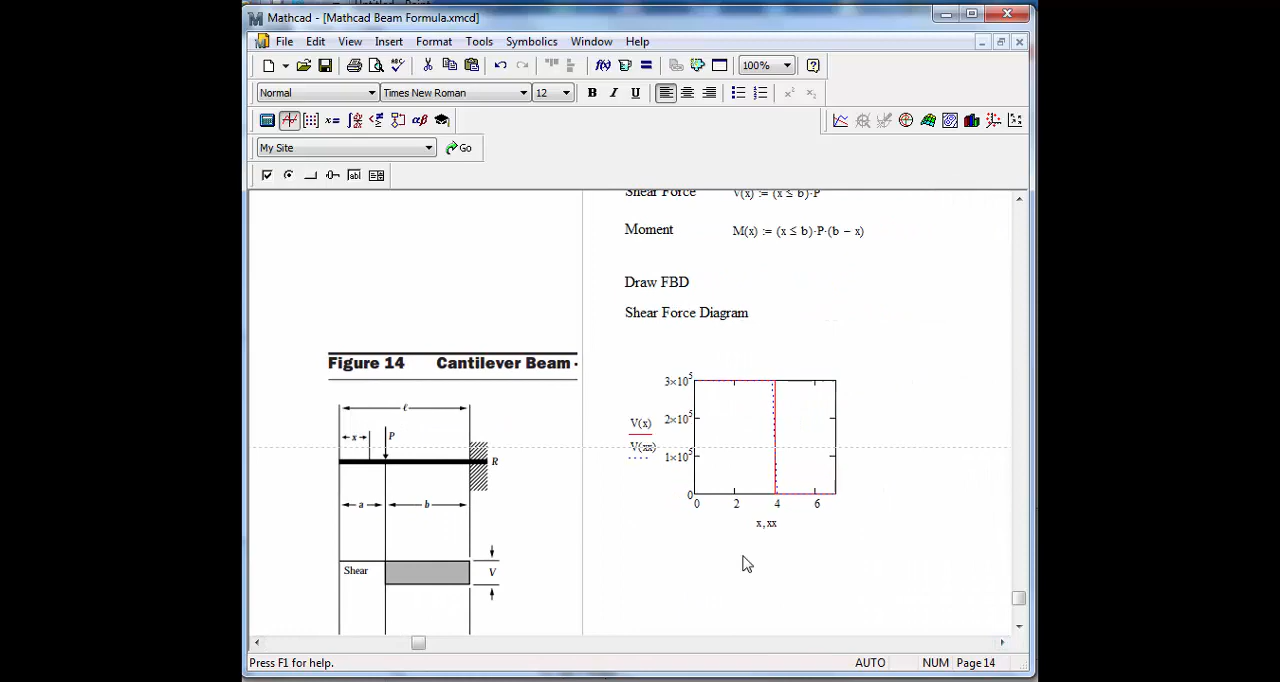 Mathcad - [Mathcad Beam Formula.xmcd]
File Edit View Insert Format Tools Symbolics Window Help
100%
Normal Times New Roman 12 B I U
My Site Go
Shear Force V(x) := (x ≤ b)·P
Moment M(x) := (x ≤ b)·P·(b − x)
Draw FBD
Shear Force Diagram
Figure 14 Cantilever Beam ·
ℓ
x P
R
a b
Shear V
3×10⁵
2×10⁵
1×10⁵
0
V(x)
V(xx)
0 2 4 6
x,xx
Press F1 for help. AUTO NUM Page 14